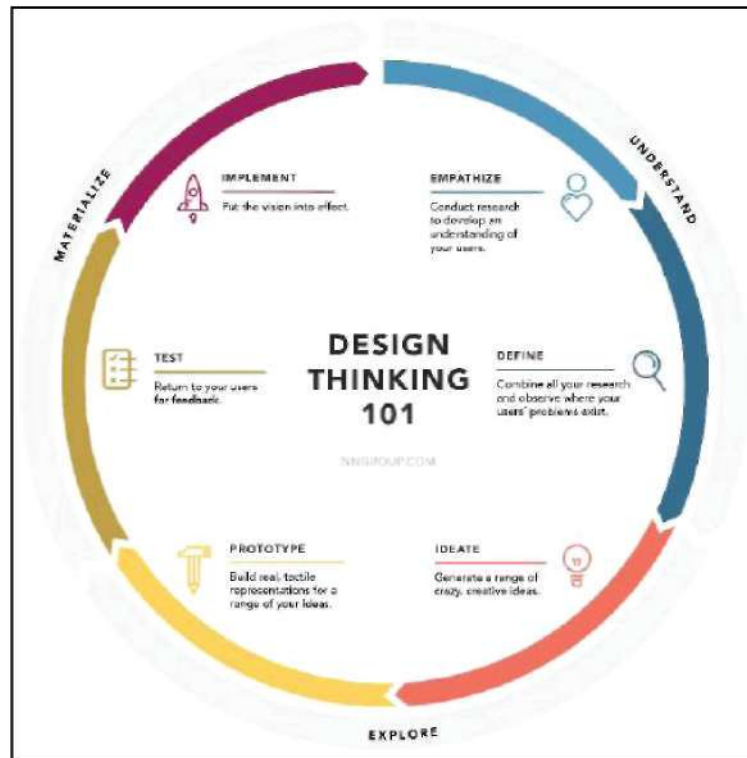 UNDERSTAND
EMPATHIZE
Conduct research
to develop an
understanding of
your users.
DEFINE
Combine all your research
and observe where your
users' problems exist.
EXPLORE
IDEATE
Generate a range of
crazy, creative ideas.
PROTOTYPE
Build real, tactile
representations for a
range of your ideas.
MATERIALIZE
TEST
Return to your users
for feedback.
IMPLEMENT
Put the vision into effect.
DESIGN
THINKING
101
NNGROUP.COM